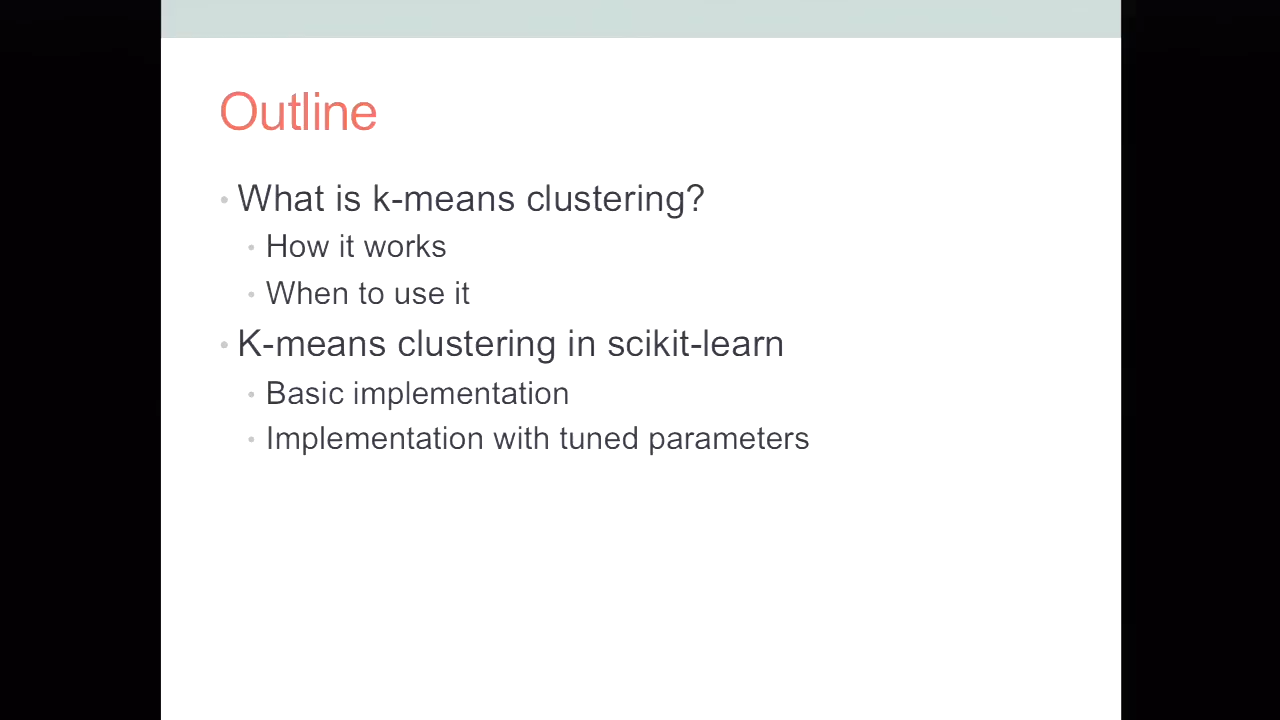 Outline
• What is k-means clustering?
• How it works
• When to use it
• K-means clustering in scikit-learn
• Basic implementation
• Implementation with tuned parameters